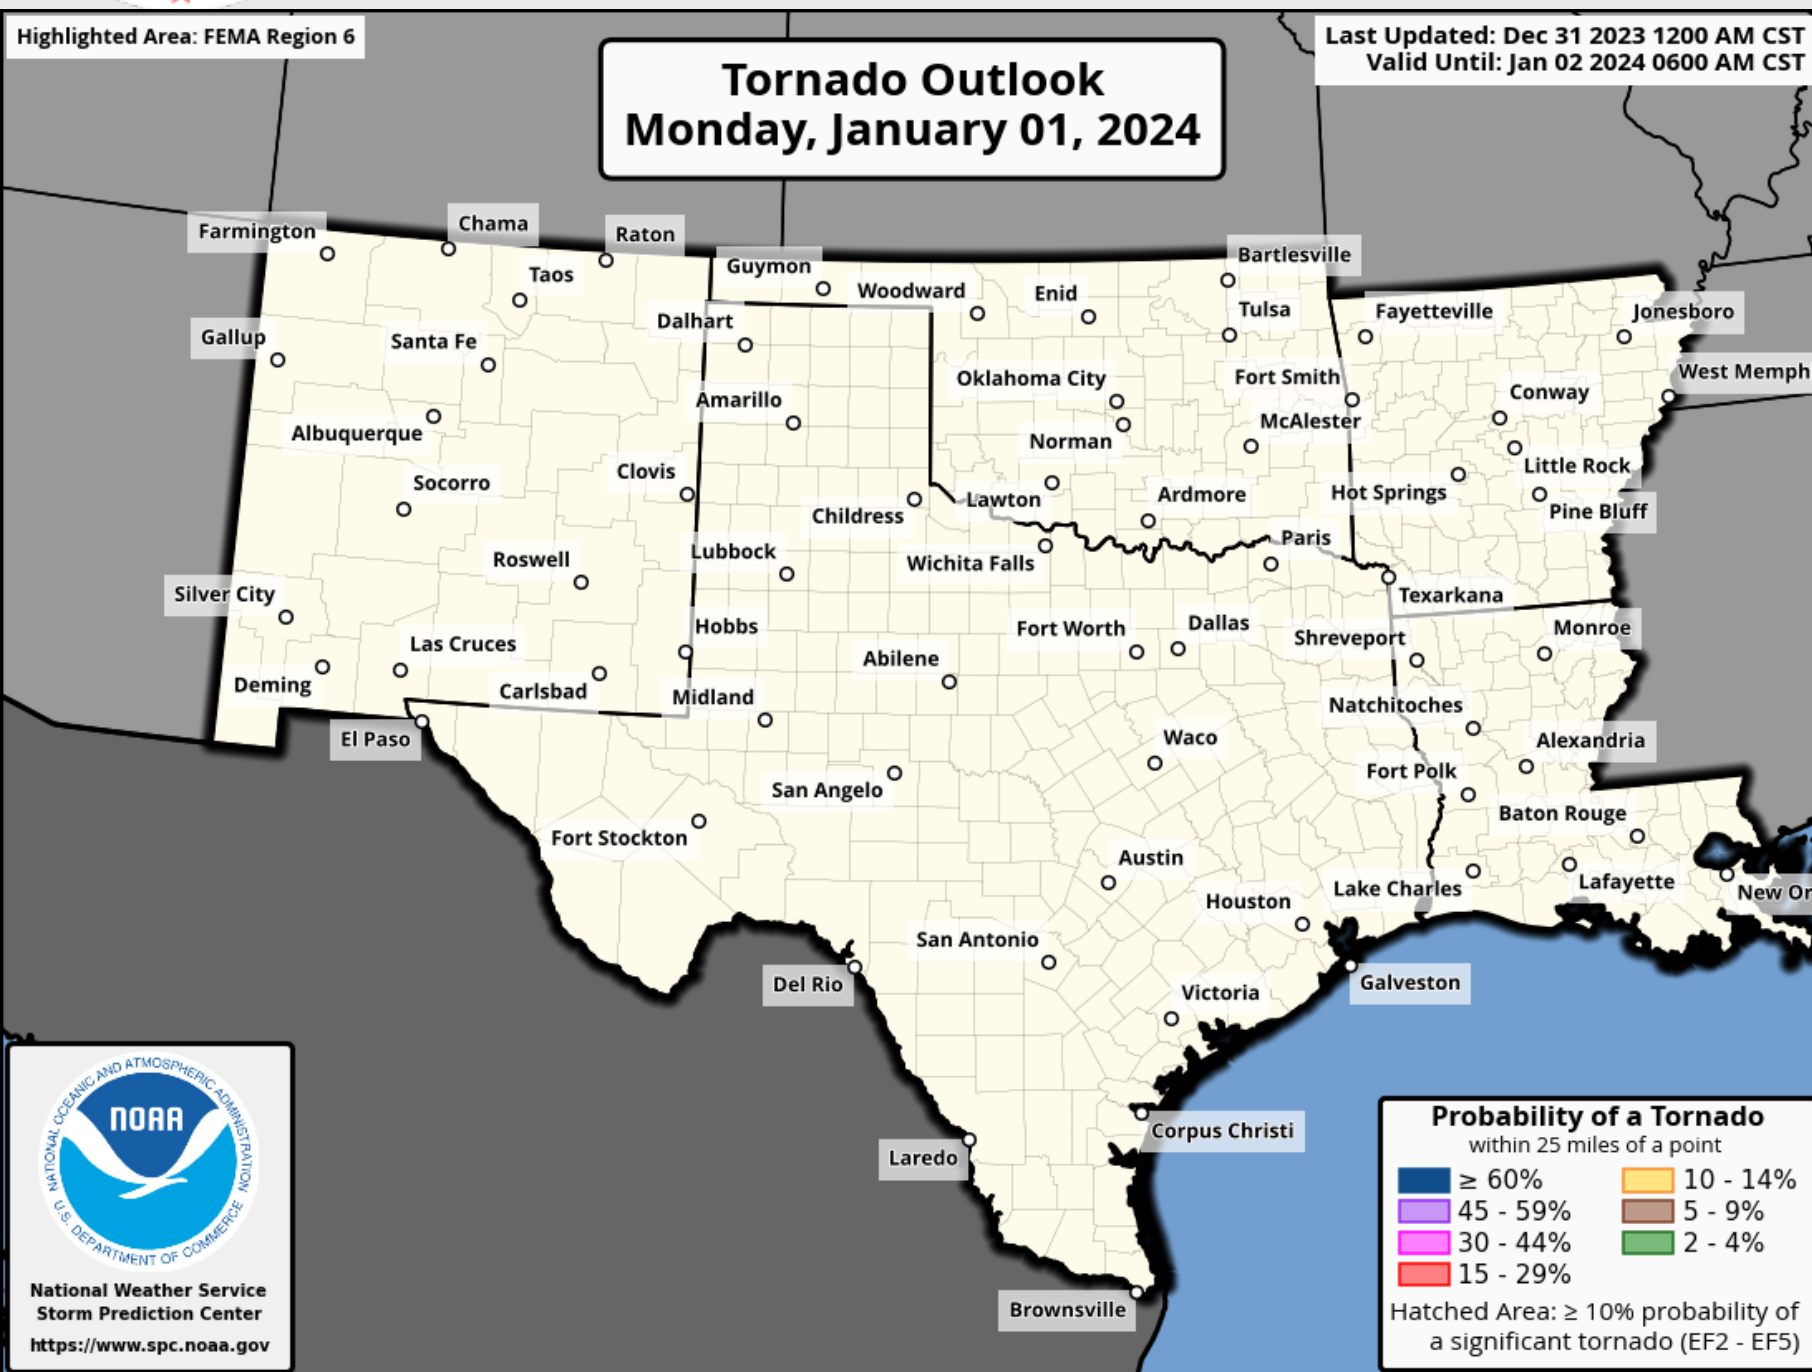 Highlighted Area: FEMA Region 6
Last Updated: Dec 31 2023 1200 AM CST
Valid Until: Jan 02 2024 0600 AM CST
Tornado Outlook
Monday, January 01, 2024
Farmington
Chama
Raton
Taos
Guymon
Woodward
Enid
Bartlesville
Tulsa
Fayetteville
Jonesboro
Gallup
Santa Fe
Dalhart
Oklahoma City
Fort Smith
West Memph
Conway
Amarillo
Albuquerque
Norman
McAlester
Little Rock
Clovis
Socorro
Childress
Lawton
Ardmore
Hot Springs
Pine Bluff
Roswell
Lubbock
Wichita Falls
Paris
Silver City
Texarkana
Hobbs
Las Cruces
Fort Worth
Dallas
Shreveport
Monroe
Abilene
Deming
Carlsbad
Midland
Natchitoches
El Paso
Waco
Alexandria
San Angelo
Fort Polk
Fort Stockton
Baton Rouge
Austin
Lake Charles
Lafayette
New Or
Houston
San Antonio
Del Rio
Victoria
Galveston
Corpus Christi
Laredo
Brownsville
NATIONAL OCEANIC AND ATMOSPHERIC ADMINISTRATION
NOAA
U.S. DEPARTMENT OF COMMERCE
National Weather Service
Storm Prediction Center
https://www.spc.noaa.gov
Probability of a Tornado
within 25 miles of a point
≥ 60% 10 - 14%
45 - 59% 5 - 9%
30 - 44% 2 - 4%
15 - 29%
Hatched Area: ≥ 10% probability of
a significant tornado (EF2 - EF5)